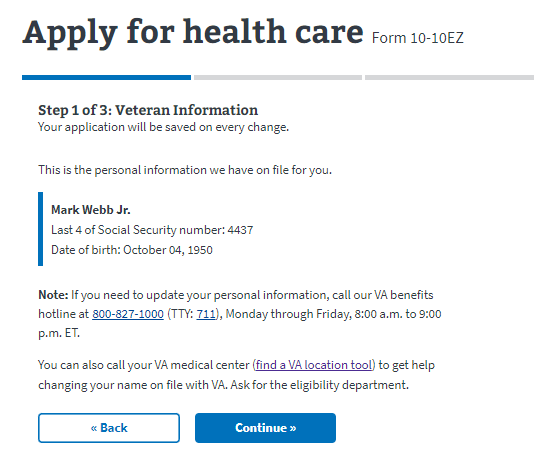 Apply for health care Form 10-10EZ
Step 1 of 3: Veteran Information
Your application will be saved on every change.
This is the personal information we have on file for you.
Mark Webb Jr.
Last 4 of Social Security number: 4437
Date of birth: October 04, 1950
Note: If you need to update your personal information, call our VA benefits
hotline at 800-827-1000 (TTY: 711), Monday through Friday, 8:00 a.m. to 9:00
p.m. ET.
You can also call your VA medical center (find a VA location tool) to get help
changing your name on file with VA. Ask for the eligibility department.
« Back
Continue »